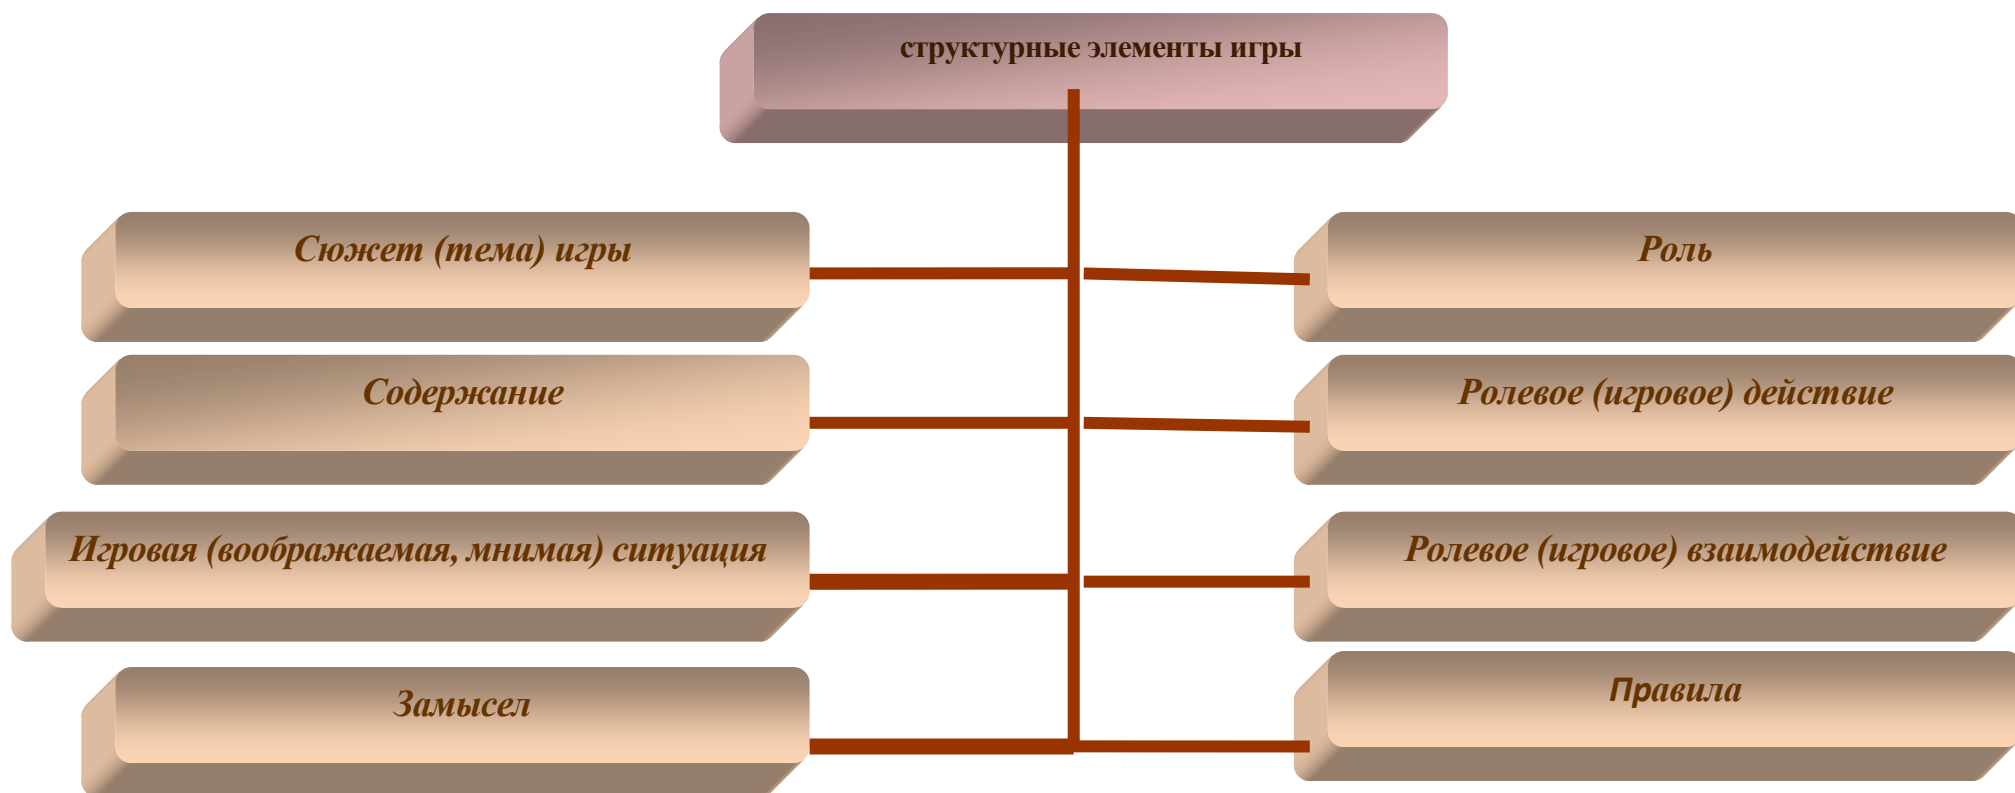 структурные элементы игры
Сюжет (тема) игры
Роль
Содержание
Ролевое (игровое) действие
Игровая (воображаемая, мнимая) ситуация
Ролевое (игровое) взаимодействие
Замысел
Правила